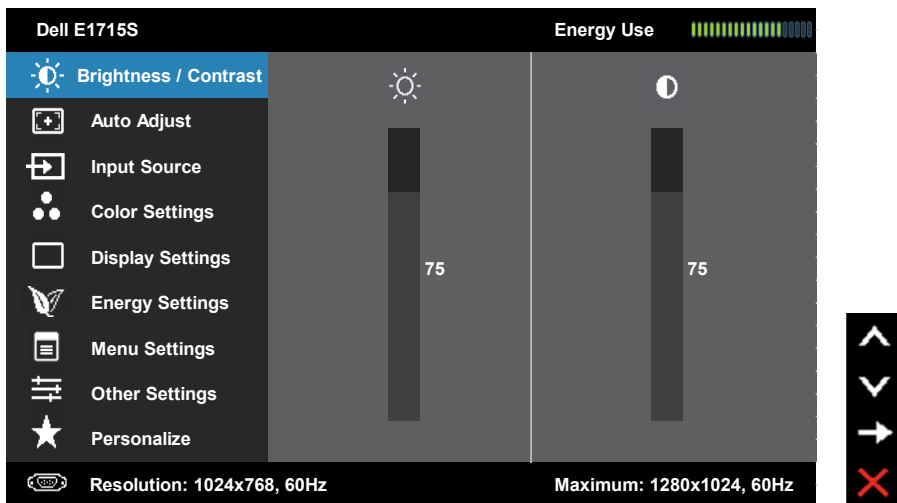 Dell E1715S
Energy Use
Brightness / Contrast
Auto Adjust
Input Source
Color Settings
Display Settings
Energy Settings
Menu Settings
Other Settings
Personalize
75
75
Resolution: 1024x768, 60Hz
Maximum: 1280x1024, 60Hz